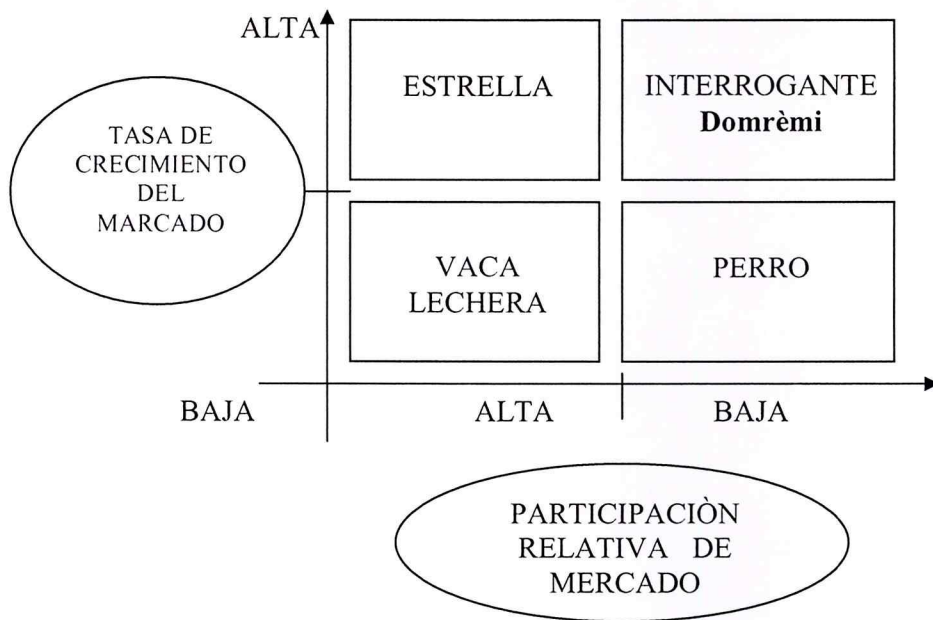 ALTA
ESTRELLA
INTERROGANTE
Domrèmi
TASA DE
CRECIMIENTO
DEL
MARCADO
VACA
LECHERA
PERRO
BAJA
ALTA
BAJA
PARTICIPACIÒN
RELATIVA DE
MERCADO